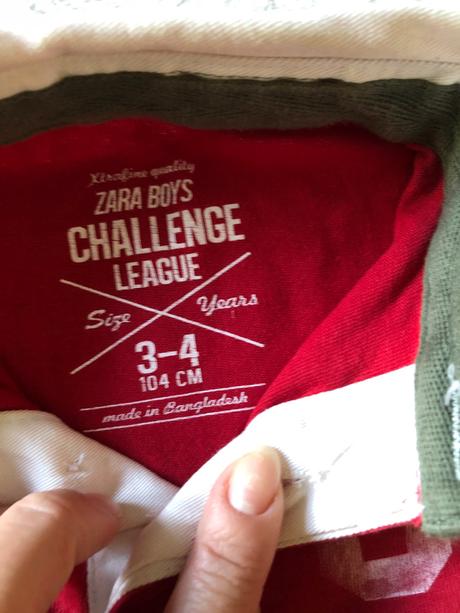 Xtrafine quality
ZARA BOYS
CHALLENGE
LEAGUE
Size Years
3-4
104 CM
made in Bangladesh